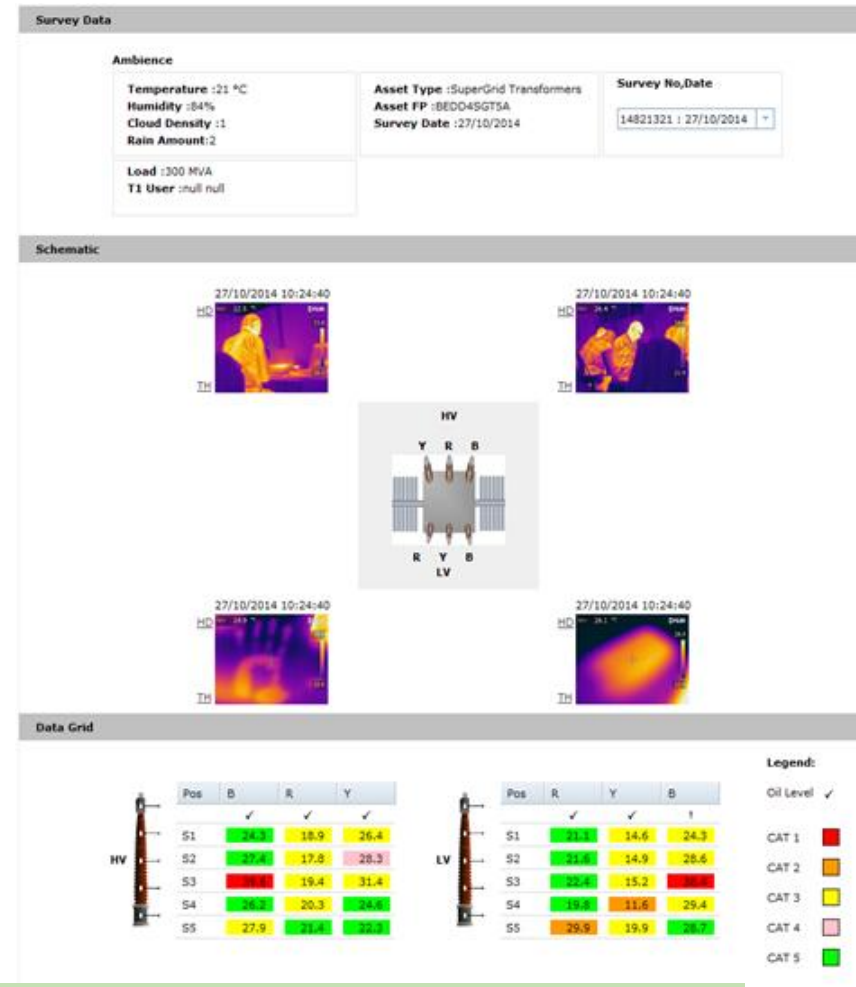 Survey Data
Ambience
Temperature :21 °C
Humidity :84%
Cloud Density :1
Rain Amount:2
Asset Type :SuperGrid Transformers
Asset FP :BEDD4SGT5A
Survey Date :27/10/2014
Survey No,Date
14821321 : 27/10/2014
Load :300 MVA
T1 User :null null
Schematic
27/10/2014 10:24:40
HD
TH
27/10/2014 10:24:40
HD
TH
HV
Y R B
R Y B
LV
27/10/2014 10:24:40
HD
TH
27/10/2014 10:24:40
HD
TH
Data Grid
HV
Pos B R Y
✓ ✓ ✓
S1 24.3 18.9 26.4
S2 27.4 17.8 28.3
S3 19.4 31.4
S4 26.2 20.3 24.6
S5 27.9 21.4 22.3
LV
Pos R Y B
✓ ✓ !
S1 21.1 14.6 24.3
S2 21.6 14.9 28.6
S3 22.4 15.2
S4 19.8 11.6 29.4
S5 29.9 19.9 28.7
Legend:
Oil Level ✓
CAT 1
CAT 2
CAT 3
CAT 4
CAT 5